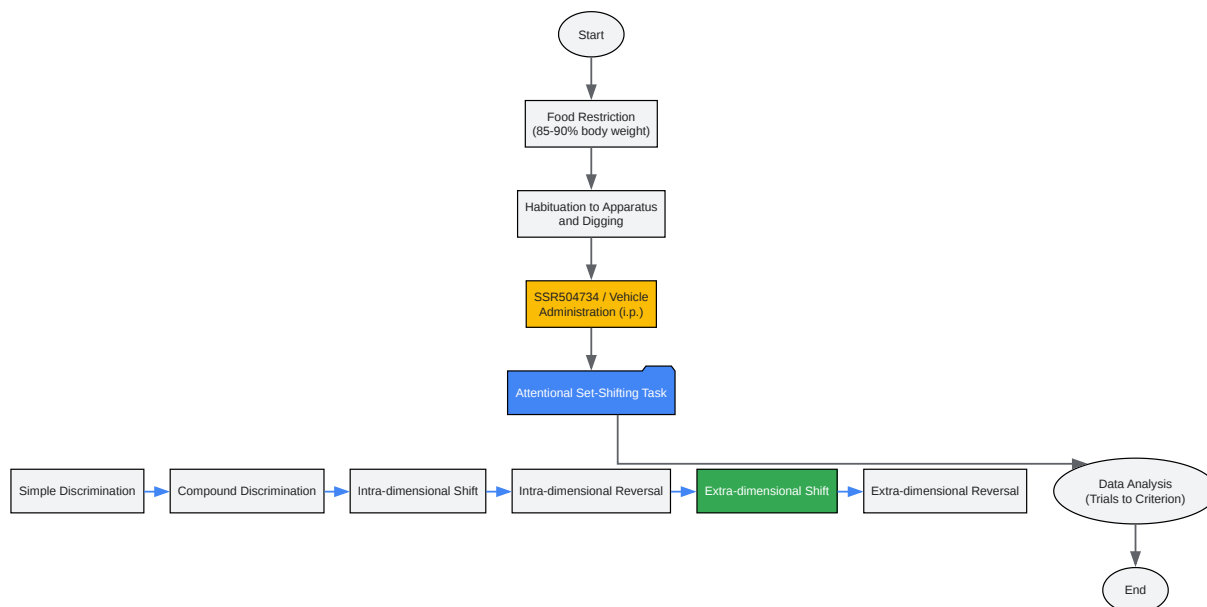 Start
Food Restriction
(85-90% body weight)
Habituation to Apparatus
and Digging
SSR504734 / Vehicle
Administration (i.p.)
Attentional Set-Shifting Task
Simple Discrimination
Compound Discrimination
Intra-dimensional Shift
Intra-dimensional Reversal
Extra-dimensional Shift
Extra-dimensional Reversal
Data Analysis
(Trials to Criterion)
End